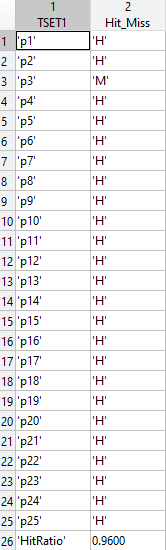 1 2
TSET1 Hit_Miss
1 'p1' 'H'
2 'p2' 'H'
3 'p3' 'M'
4 'p4' 'H'
5 'p5' 'H'
6 'p6' 'H'
7 'p7' 'H'
8 'p8' 'H'
9 'p9' 'H'
10 'p10' 'H'
11 'p11' 'H'
12 'p12' 'H'
13 'p13' 'H'
14 'p14' 'H'
15 'p15' 'H'
16 'p16' 'H'
17 'p17' 'H'
18 'p18' 'H'
19 'p19' 'H'
20 'p20' 'H'
21 'p21' 'H'
22 'p22' 'H'
23 'p23' 'H'
24 'p24' 'H'
25 'p25' 'H'
26 'HitRatio' 0.9600